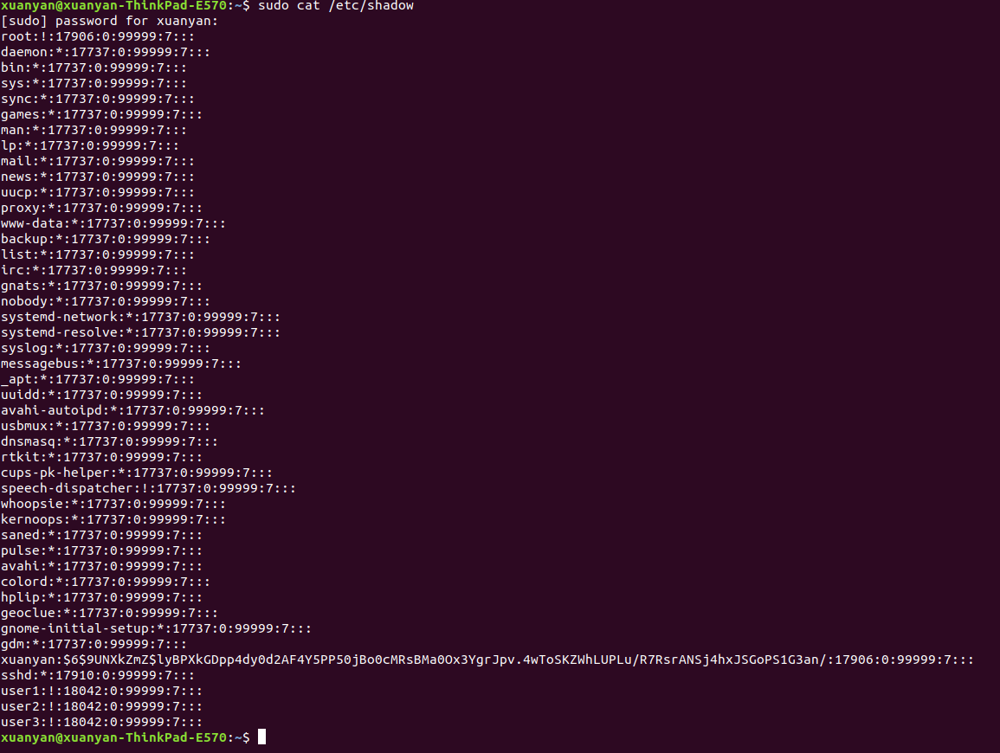 xuanyan@xuanyan-ThinkPad-E570:~$ sudo cat /etc/shadow
[sudo] password for xuanyan:
root:!:17906:0:99999:7:::
daemon:*:17737:0:99999:7:::
bin:*:17737:0:99999:7:::
sys:*:17737:0:99999:7:::
sync:*:17737:0:99999:7:::
games:*:17737:0:99999:7:::
man:*:17737:0:99999:7:::
lp:*:17737:0:99999:7:::
mail:*:17737:0:99999:7:::
news:*:17737:0:99999:7:::
uucp:*:17737:0:99999:7:::
proxy:*:17737:0:99999:7:::
www-data:*:17737:0:99999:7:::
backup:*:17737:0:99999:7:::
list:*:17737:0:99999:7:::
irc:*:17737:0:99999:7:::
gnats:*:17737:0:99999:7:::
nobody:*:17737:0:99999:7:::
systemd-network:*:17737:0:99999:7:::
systemd-resolve:*:17737:0:99999:7:::
syslog:*:17737:0:99999:7:::
messagebus:*:17737:0:99999:7:::
_apt:*:17737:0:99999:7:::
uuidd:*:17737:0:99999:7:::
avahi-autoipd:*:17737:0:99999:7:::
usbmux:*:17737:0:99999:7:::
dnsmasq:*:17737:0:99999:7:::
rtkit:*:17737:0:99999:7:::
cups-pk-helper:*:17737:0:99999:7:::
speech-dispatcher:!:17737:0:99999:7:::
whoopsie:*:17737:0:99999:7:::
kernoops:*:17737:0:99999:7:::
saned:*:17737:0:99999:7:::
pulse:*:17737:0:99999:7:::
avahi:*:17737:0:99999:7:::
colord:*:17737:0:99999:7:::
hplip:*:17737:0:99999:7:::
geoclue:*:17737:0:99999:7:::
gnome-initial-setup:*:17737:0:99999:7:::
gdm:*:17737:0:99999:7:::
xuanyan:$6$9UNXkZmZ$lyBPXkGDpp4dy0d2AF4Y5PP50jBo0cMRsBMa0Ox3YgrJpv.4wToSKZWhLUPLu/R7RsrANSj4hxJSGoPS1G3an/:17906:0:99999:7:::
sshd:*:17910:0:99999:7:::
user1:!:18042:0:99999:7:::
user2:!:18042:0:99999:7:::
user3:!:18042:0:99999:7:::
xuanyan@xuanyan-ThinkPad-E570:~$